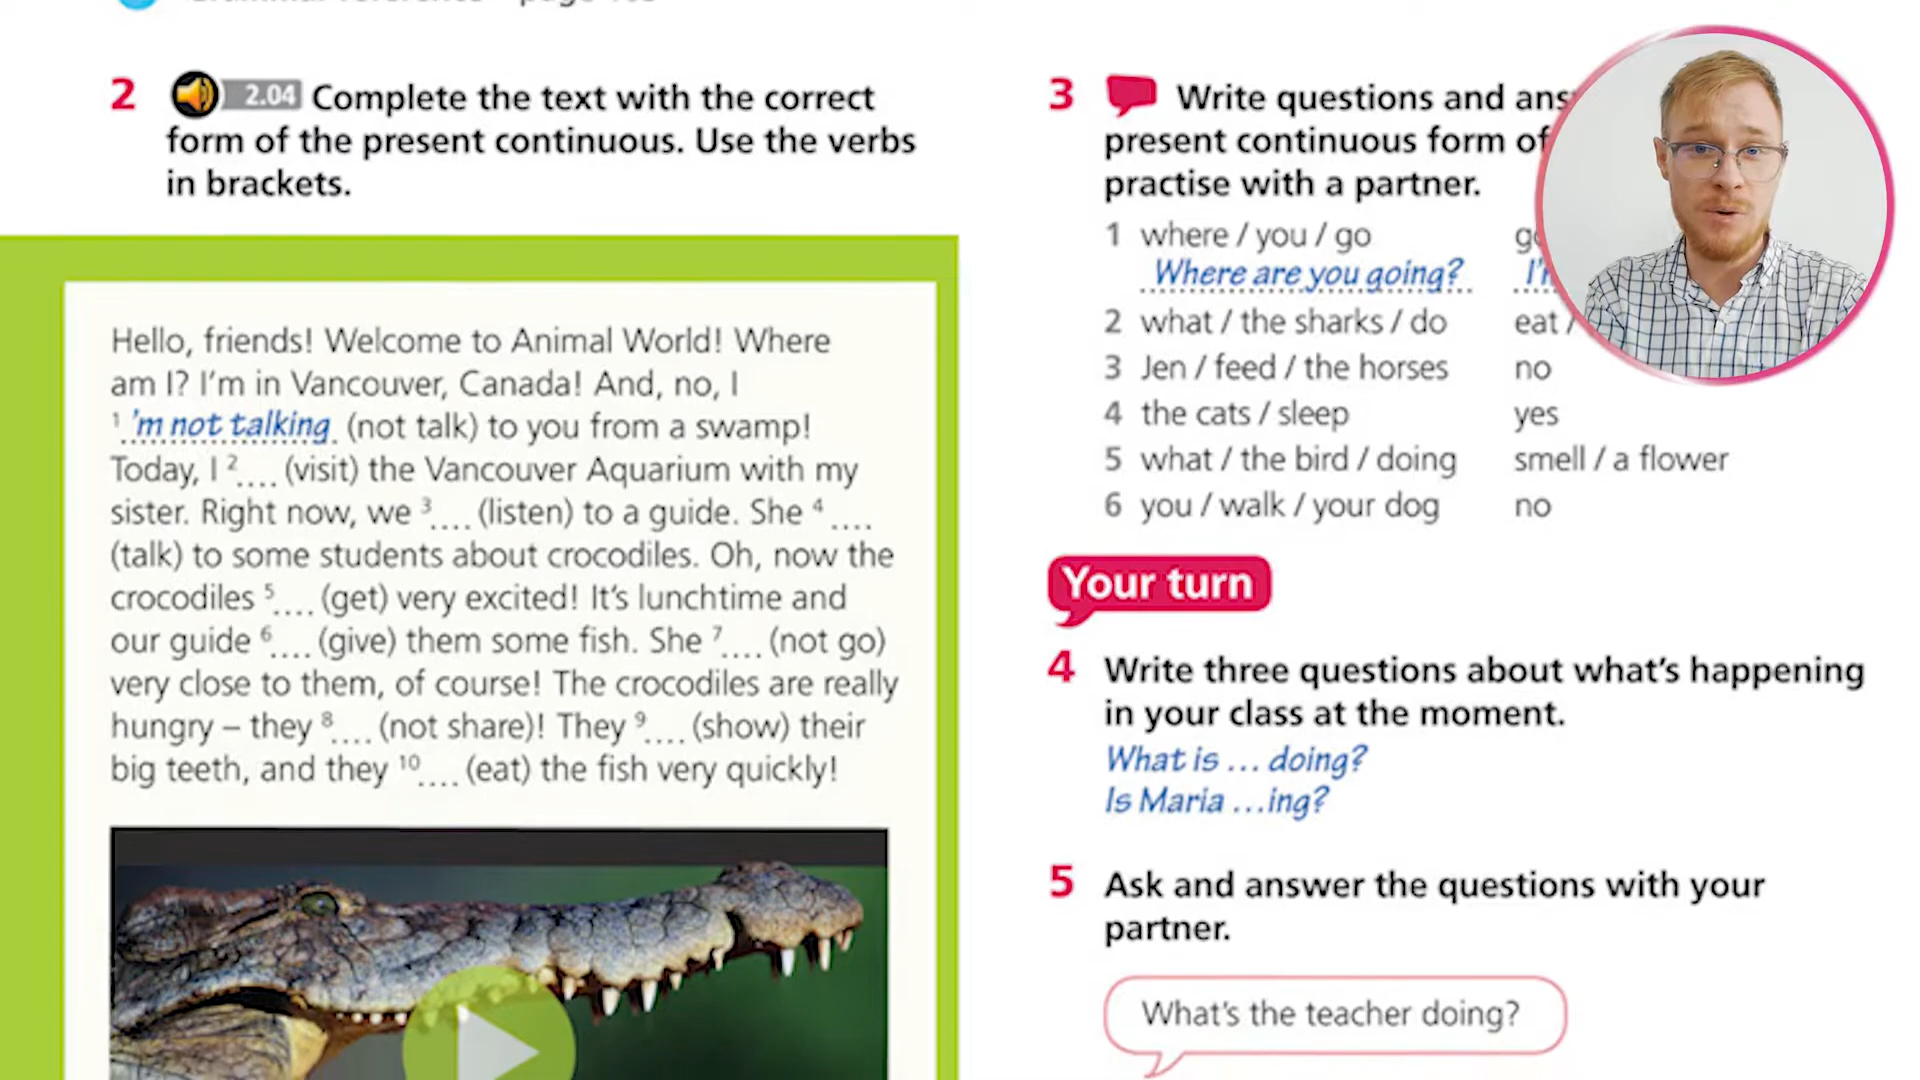 2 2.04 Complete the text with the correct
form of the present continuous. Use the verbs
in brackets.
Hello, friends! Welcome to Animal World! Where
am I? I'm in Vancouver, Canada! And, no, I
1 'm not talking (not talk) to you from a swamp!
Today, I 2 .... (visit) the Vancouver Aquarium with my
sister. Right now, we 3 .... (listen) to a guide. She 4 ....
(talk) to some students about crocodiles. Oh, now the
crocodiles 5 .... (get) very excited! It's lunchtime and
our guide 6 .... (give) them some fish. She 7 .... (not go)
very close to them, of course! The crocodiles are really
hungry – they 8 .... (not share)! They 9 .... (show) their
big teeth, and they 10 .... (eat) the fish very quickly!
3 Write questions and
present continuous form of
practise with a partner.
1 where / you / go
Where are you going?
2 what / the sharks / do eat /
3 Jen / feed / the horses no
4 the cats / sleep yes
5 what / the bird / doing smell / a flower
6 you / walk / your dog no
Your turn
4 Write three questions about what's happening
in your class at the moment.
What is ... doing?
Is Maria ...ing?
5 Ask and answer the questions with your
partner.
What's the teacher doing?